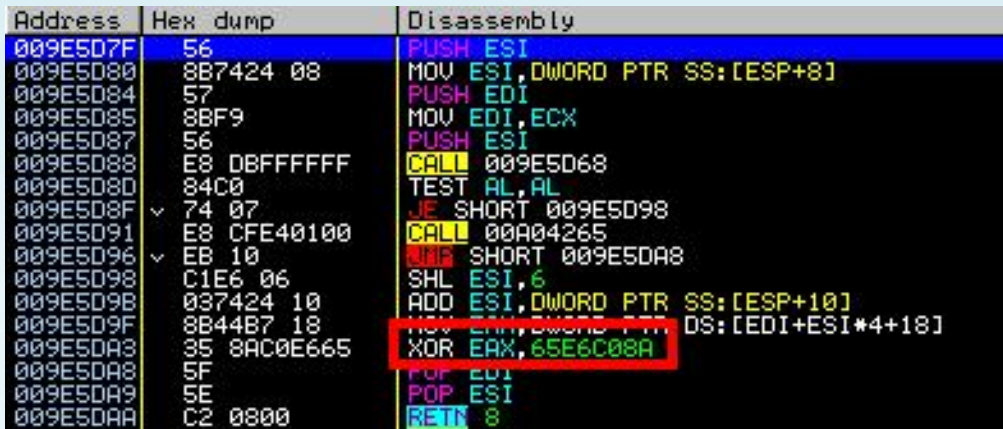 Address Hex dump Disassembly
009E5D7F 56 PUSH ESI
009E5D80 8B7424 08 MOV ESI,DWORD PTR SS:[ESP+8]
009E5D84 57 PUSH EDI
009E5D85 8BF9 MOV EDI,ECX
009E5D87 56 PUSH ESI
009E5D88 E8 DBFFFFFF CALL 009E5D68
009E5D8D 84C0 TEST AL,AL
009E5D8F 74 07 JE SHORT 009E5D98
009E5D91 E8 CFE40100 CALL 00A04265
009E5D96 EB 10 JMP SHORT 009E5DA8
009E5D98 C1E6 06 SHL ESI,6
009E5D9B 037424 10 ADD ESI,DWORD PTR SS:[ESP+10]
009E5D9F 8B44B7 18 MOV EAX,DWORD PTR DS:[EDI+ESI*4+18]
009E5DA3 35 8AC0E665 XOR EAX,65E6C08A
009E5DA8 5F POP EDI
009E5DA9 5E POP ESI
009E5DAA C2 0800 RETN 8